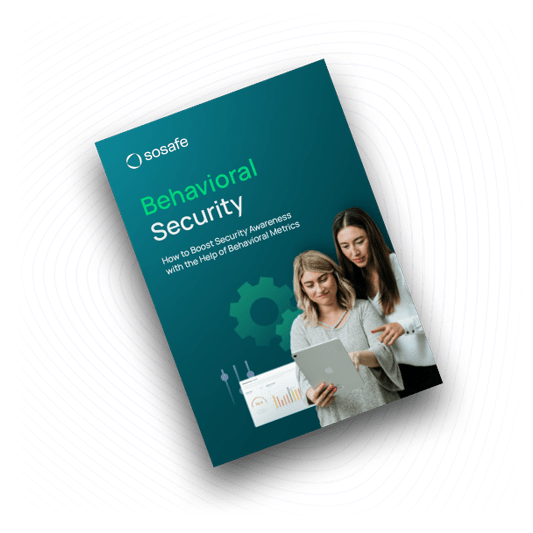 sosafe
Behavioral
Security
How to Boost Security Awareness
with the Help of Behavioral Metrics